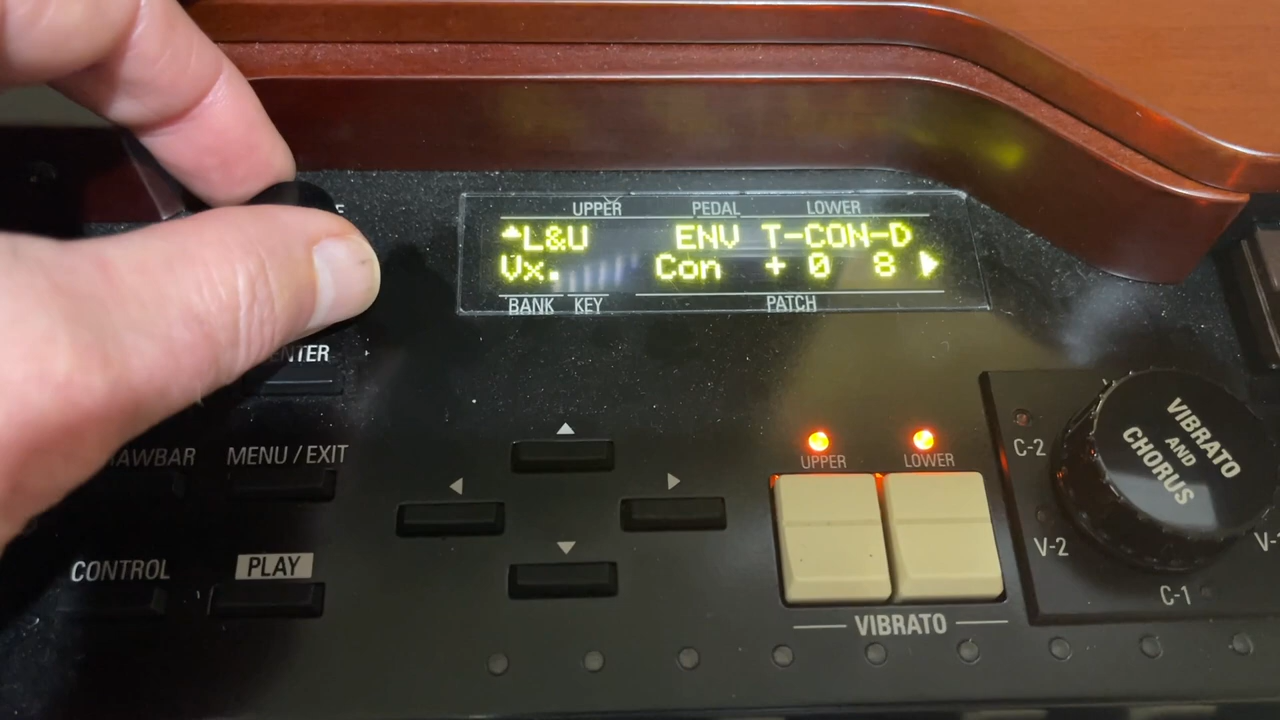 UPPER PEDAL LOWER
L&U ENV T-CON-D
Vx. Con + 0 8
BANK KEY PATCH
MENU / EXIT
CONTROL
PLAY
UPPER LOWER
VIBRATO
C-2
VIBRATO
AND
CHORUS
V-2
C-1